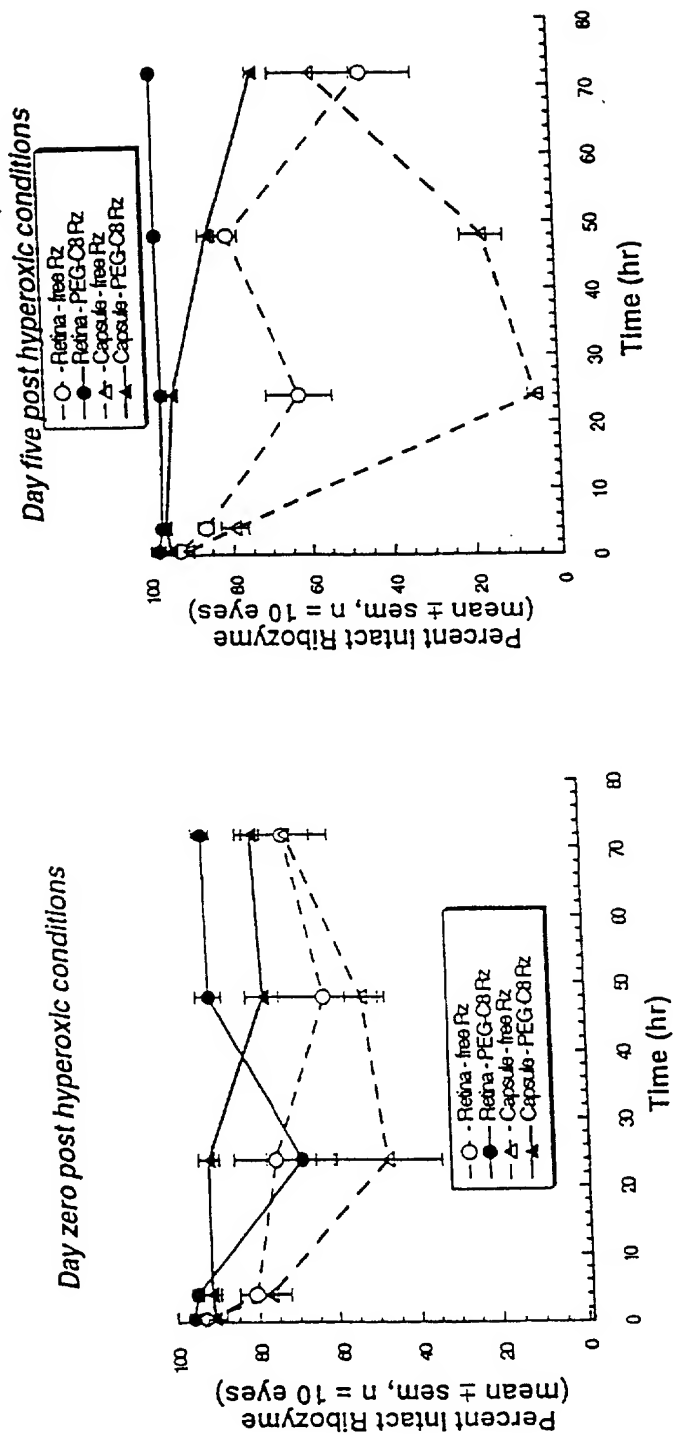 Day zero post hyperoxic conditions
Percent Intact Ribozyme
(mean ± sem, n = 10 eyes)
100
80
60
40
20
0
0
10
20
30
40
50
60
70
80
Time (hr)
Retina - free Rz
Retina - PEG-C8 Rz
Capsule - free Rz
Capsule - PEG-C8 Rz
Day five post hyperoxic conditions
Percent Intact Ribozyme
(mean ± sem, n = 10 eyes)
100
80
60
40
20
0
0
10
20
30
40
50
60
70
80
Time (hr)
Retina - free Rz
Retina - PEG-C8 Rz
Capsule - free Rz
Capsule - PEG-C8 Rz